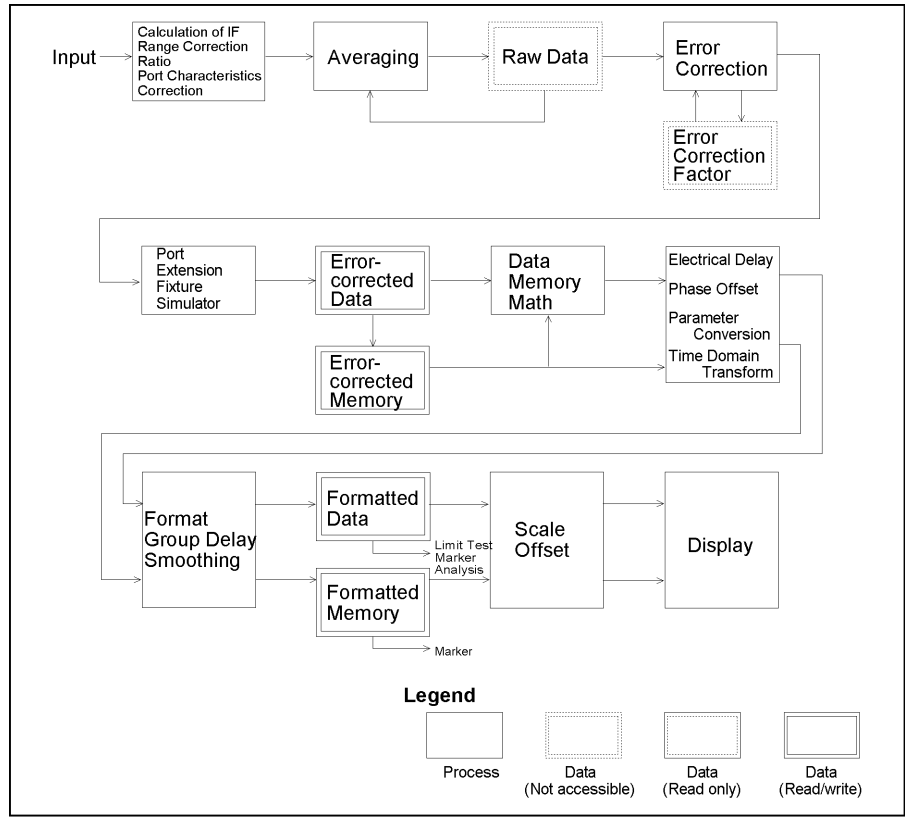 Input
Calculation of IF
Range Correction
Ratio
Port Characteristics
Correction
Averaging
Raw Data
Error
Correction
Error
Correction
Factor
Port
Extension
Fixture
Simulator
Error-
corrected
Data
Data
Memory
Math
Electrical Delay
Phase Offset
Parameter
Conversion
Time Domain
Transform
Error-
corrected
Memory
Format
Group Delay
Smoothing
Formatted
Data
Limit Test
Marker
Analysis
Formatted
Memory
Marker
Scale
Offset
Display
Legend
Process
Data
(Not accessible)
Data
(Read only)
Data
(Read/write)